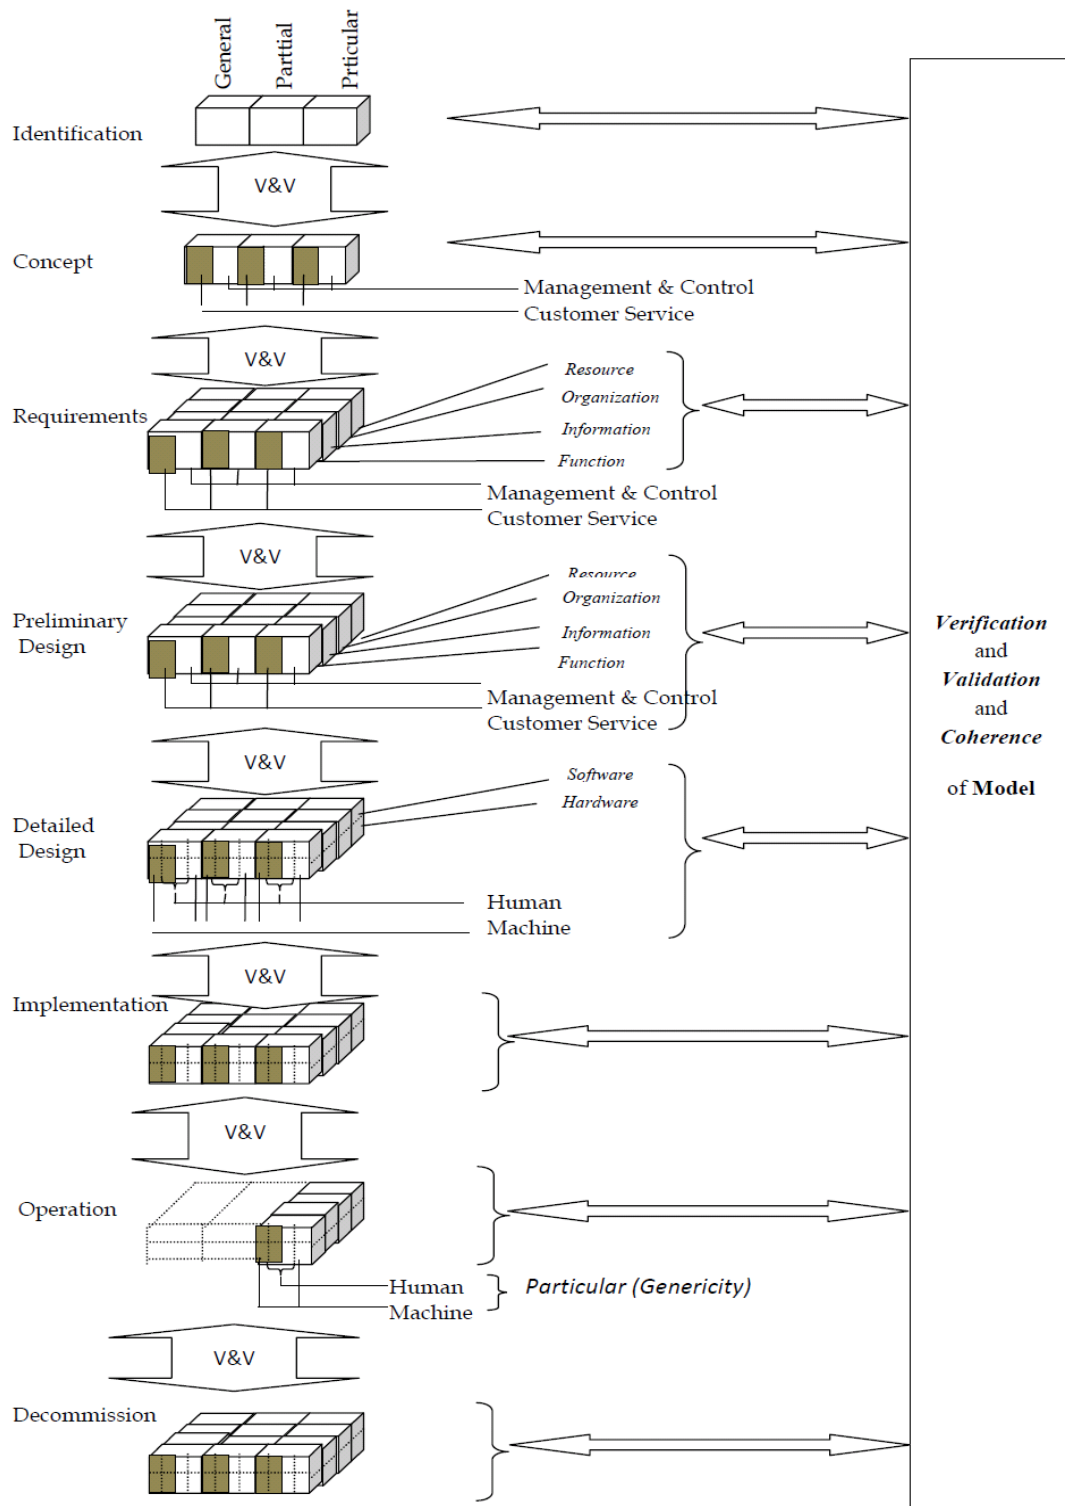 General
Parttial
Prticular
Identification
V&V
Concept
Management & Control
Customer Service
V&V
Requirements
Resource
Organization
Information
Function
Management & Control
Customer Service
V&V
Preliminary
Design
Resource
Organization
Information
Function
Management & Control
Customer Service
Verification
and
Validation
and
Coherence
of Model
V&V
Detailed
Design
Software
Hardware
Human
Machine
V&V
Implementation
V&V
Operation
Human
Machine
Particular (Genericity)
V&V
Decommission